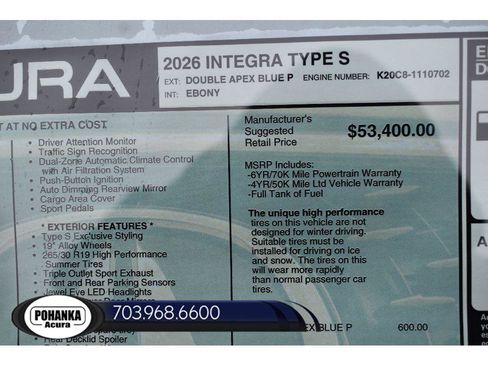 URA
2026 INTEGRA TYPE S
EXT: DOUBLE APEX BLUE P ENGINE NUMBER: K20C8-1110702
INT: EBONY
T AT NO EXTRA COST
• Driver Attention Monitor
• Traffic Sign Recognition
• Dual-Zone Automatic Climate Control
with Air Filtration System
• Push-Button Ignition
• Auto Dimming Rearview Mirror
• Cargo Area Cover
• Sport Pedals
* EXTERIOR FEATURES *
• Type S Exclusive Styling
• 19" Alloy Wheels
• 265/30 R19 High Performance
Summer Tires
• Triple Outlet Sport Exhaust
• Front and Rear Parking Sensors
• Jewel Eye LED Headlights
• Rear Decklid Spoiler
Manufacturer's
Suggested
Retail Price
$53,400.00
MSRP Includes:
-6YR/70K Mile Powertrain Warranty
-4YR/50K Mile Ltd Vehicle Warranty
-Full Tank of Fuel
The unique high performance
tires on this vehicle are not
designed for winter driving.
Suitable tires must be
installed for driving on ice
and snow. The tires on this
will wear more rapidly
than normal passenger car
tires.
EX BLUE P 600.00
POHANKA
Acura
703.968.6600